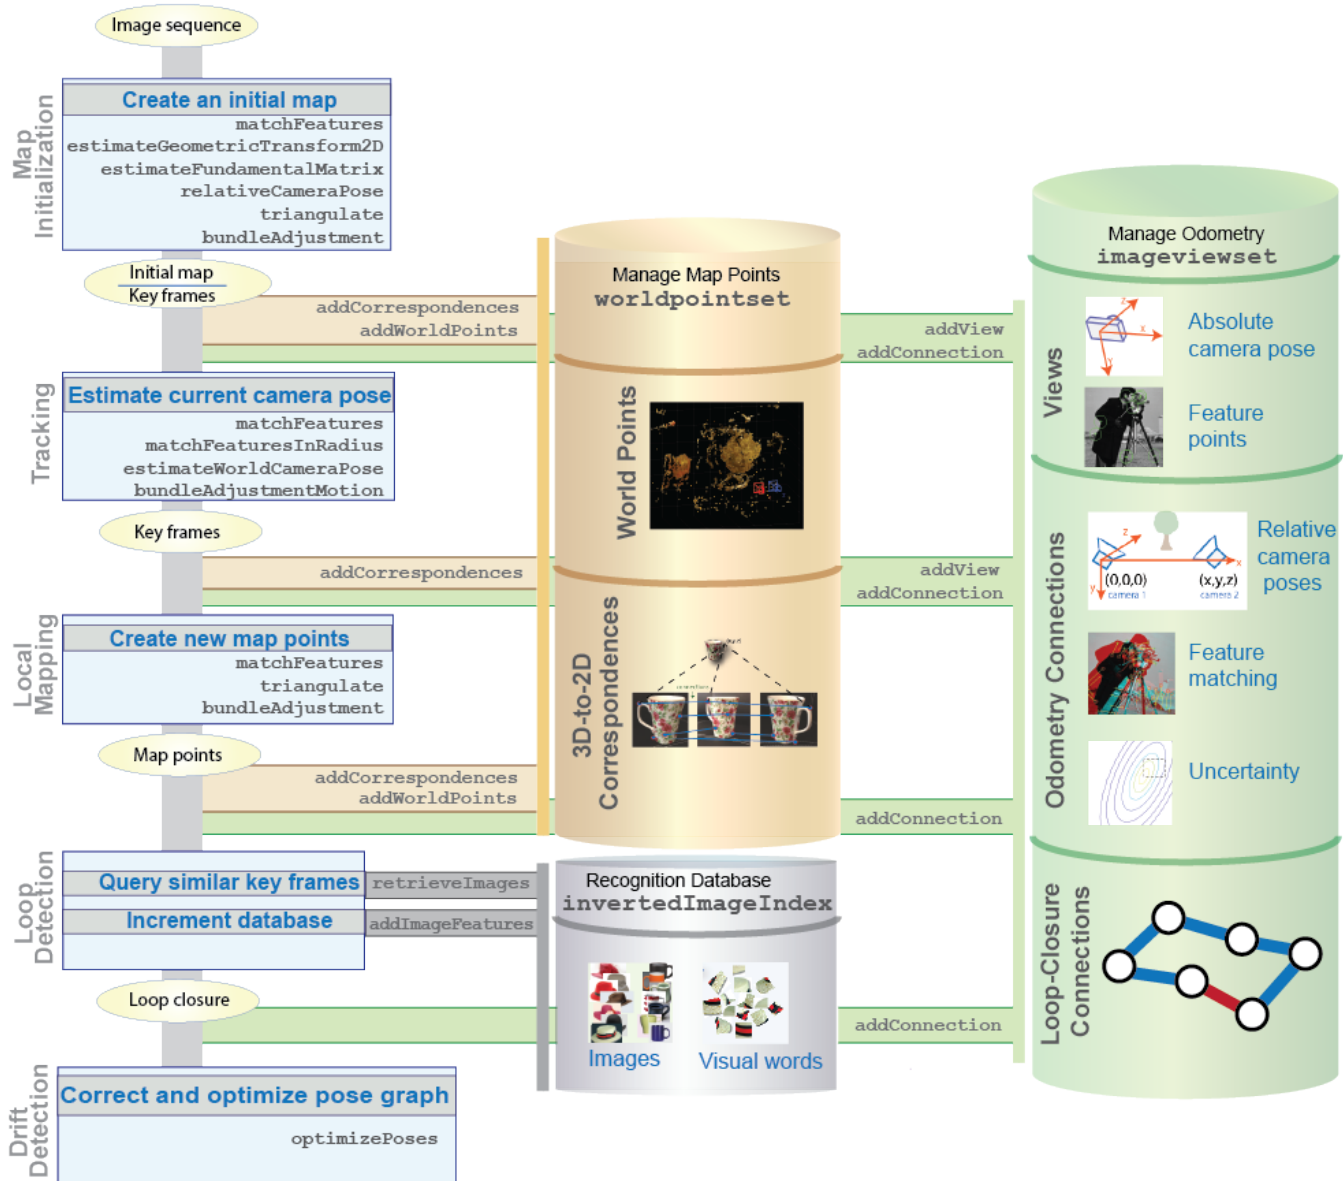 Image sequence
Map
Initialization
Create an initial map
matchFeatures
estimateGeometricTransform2D
estimateFundamentalMatrix
relativeCameraPose
triangulate
bundleAdjustment
Initial map
Key frames
addCorrespondences
addWorldPoints
addView
addConnection
Tracking
Estimate current camera pose
matchFeatures
matchFeaturesInRadius
estimateWorldCameraPose
bundleAdjustmentMotion
Key frames
addCorrespondences
addView
addConnection
Local
Mapping
Create new map points
matchFeatures
triangulate
bundleAdjustment
Map points
addCorrespondences
addWorldPoints
addConnection
Loop
Detection
Query similar key frames
retrieveImages
Increment database
addImageFeatures
Loop closure
addConnection
Drift
Detection
Correct and optimize pose graph
optimizePoses
Manage Map Points
worldpointset
World Points
3D-to-2D
Correspondences
Recognition Database
invertedImageIndex
Images
Visual words
Manage Odometry
imageviewset
Views
z
x
Y
Absolute
camera pose
Feature
points
Odometry Connections
z
x
y
(0,0,0)
camera 1
(x,y,z)
camera 2
Relative
camera
poses
Feature
matching
Uncertainty
Loop-Closure
Connections